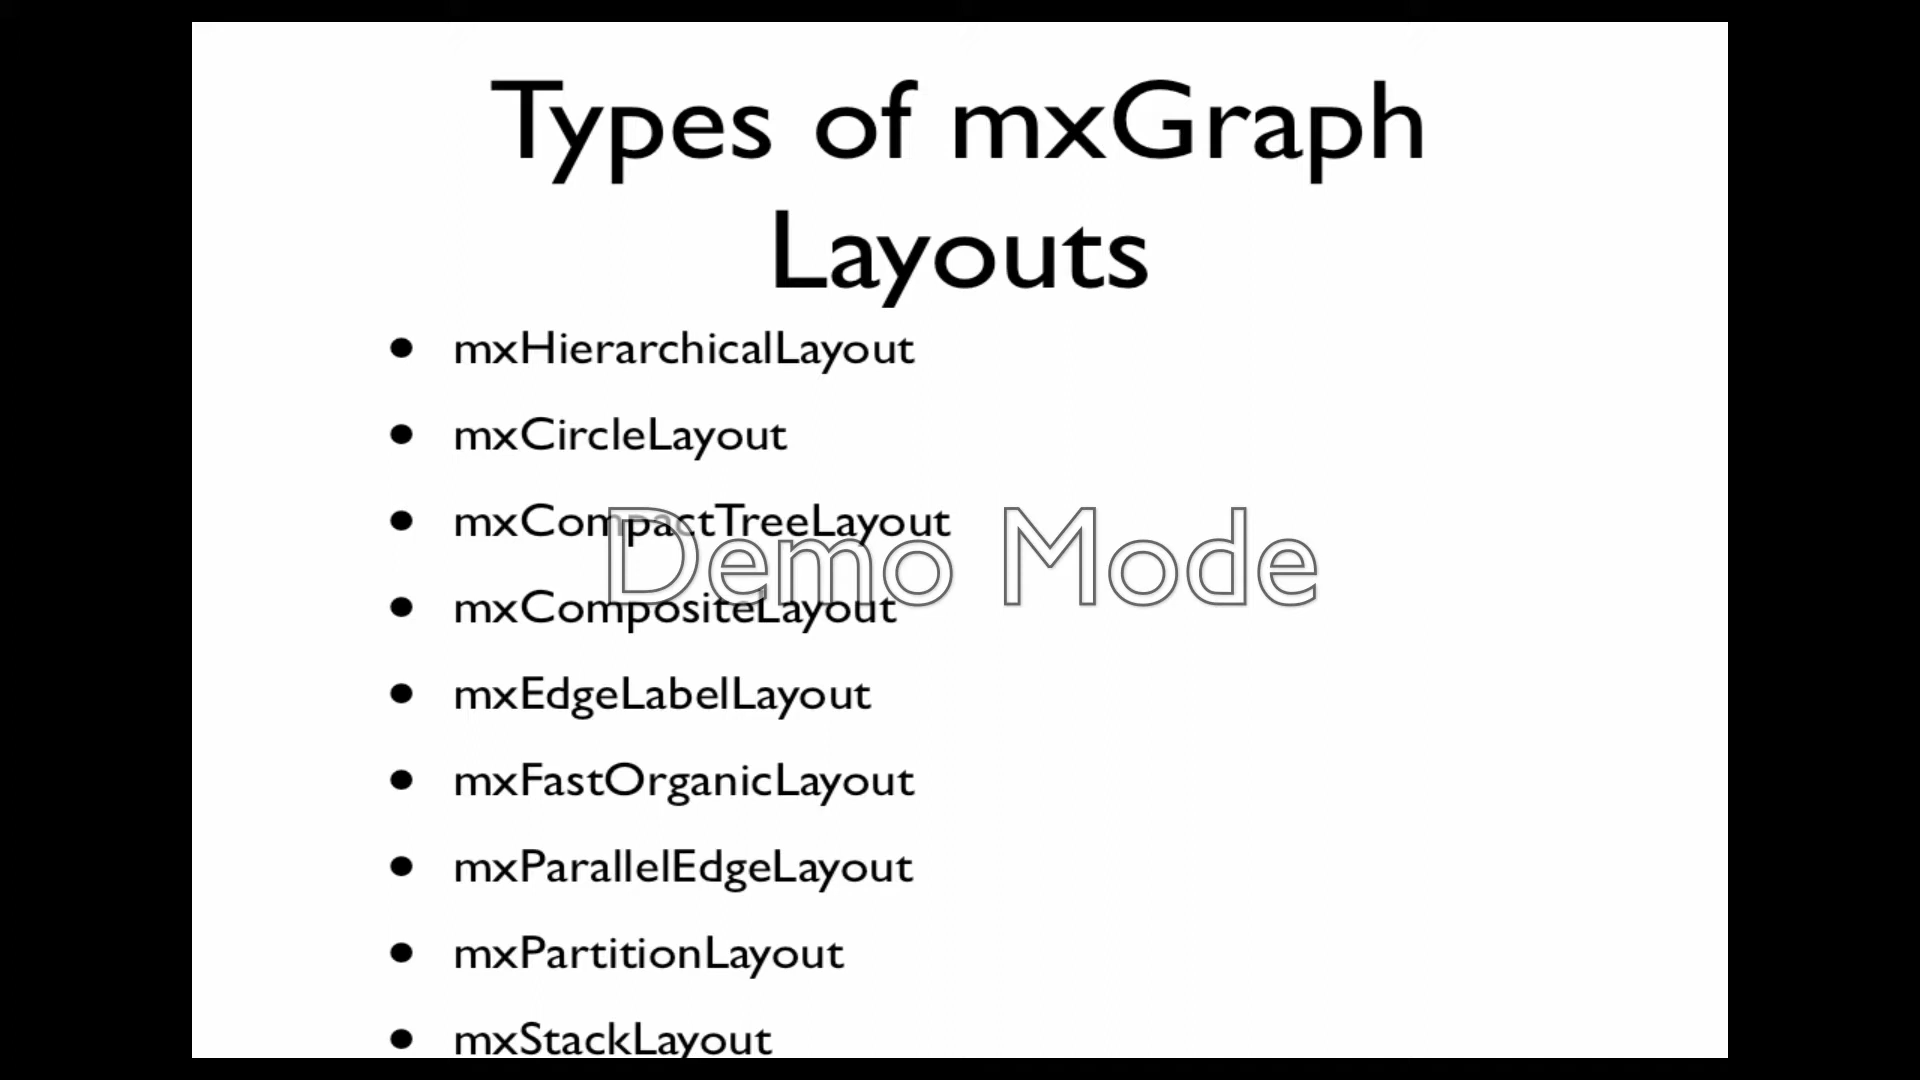 Types of mxGraph
Layouts
• mxHierarchicalLayout
• mxCircleLayout
• mxCompactTreeLayout
Demo Mode
• mxCompositeLayout
• mxEdgeLabelLayout
• mxFastOrganicLayout
• mxParallelEdgeLayout
• mxPartitionLayout
• mxStackLayout